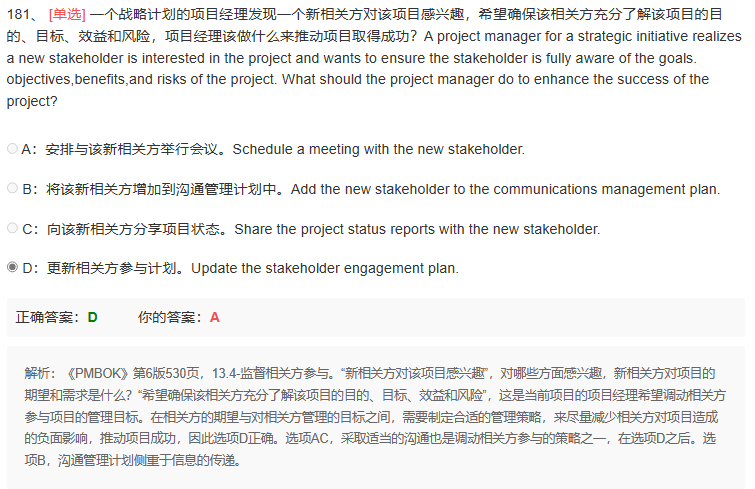 181、 [单选] 一个战略计划的项目经理发现一个新相关方对该项目感兴趣，希望确保该相关方充分了解该项目的目
的、目标、效益和风险，项目经理该做什么来推动项目取得成功？A project manager for a strategic initiative realizes
a new stakeholder is interested in the project and wants to ensure the stakeholder is fully aware of the goals.
objectives,benefits,and risks of the project. What should the project manager do to enhance the success of the
project?
A：安排与该新相关方举行会议。Schedule a meeting with the new stakeholder.
B：将该新相关方增加到沟通管理计划中。Add the new stakeholder to the communications management plan.
C：向该新相关方分享项目状态。Share the project status reports with the new stakeholder.
D：更新相关方参与计划。Update the stakeholder engagement plan.
正确答案：D 你的答案：A
解析：《PMBOK》第6版530页，13.4-监督相关方参与。“新相关方对该项目感兴趣”，对哪些方面感兴趣，新相关方对项目的
期望和需求是什么？“希望确保该相关方充分了解该项目的目的、目标、效益和风险”，这是当前项目的项目经理希望调动相关方
参与项目的管理目标。在相关方的期望与对相关方管理的目标之间，需要制定合适的管理策略，来尽量减少相关方对项目造成
的负面影响，推动项目成功，因此选项D正确。选项AC，采取适当的沟通也是调动相关方参与的策略之一，在选项D之后。选
项B，沟通管理计划侧重于信息的传递。